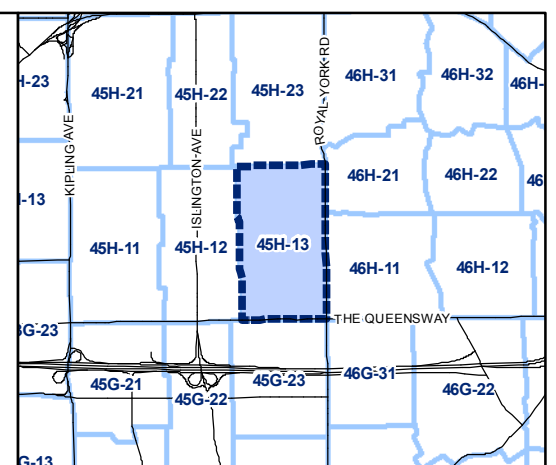 H-23
45H-21
45H-22
45H-23
ROYAL YORK RD
46H-31
46H-32
46H-
KIPLING AVE
ISLINGTON AVE
46H-21
46H-22
46
-13
45H-11
45H-12
45H-13
46H-11
46H-12
THE QUEENSWAY
G-23
45G-21
45G-22
45G-23
46G-31
46G-22
G-13